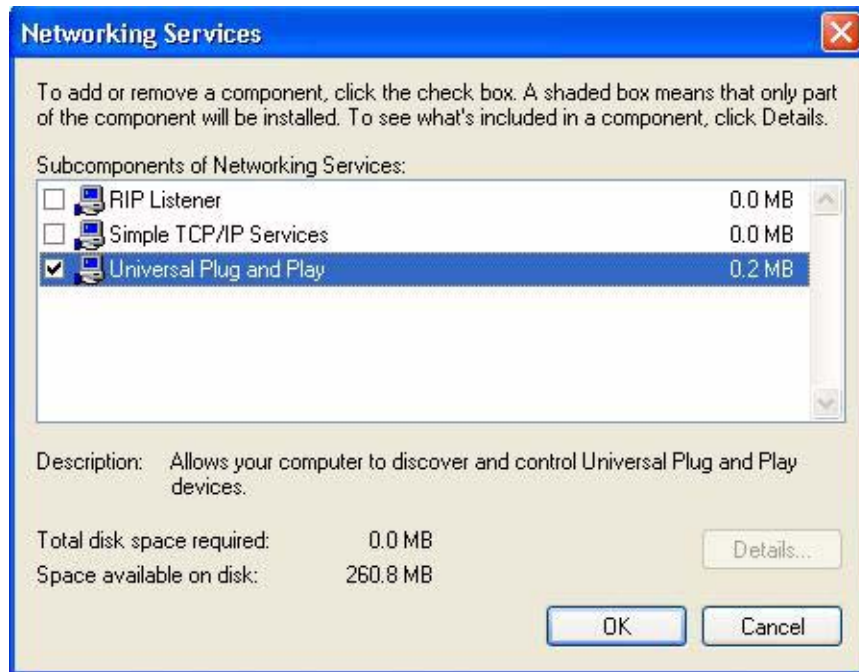 Networking Services
To add or remove a component, click the check box. A shaded box means that only part
of the component will be installed. To see what's included in a component, click Details.
Subcomponents of Networking Services:
RIP Listener 0.0 MB
Simple TCP/IP Services 0.0 MB
Universal Plug and Play 0.2 MB
Description: Allows your computer to discover and control Universal Plug and Play
devices.
Total disk space required: 0.0 MB
Details...
Space available on disk: 260.8 MB
OK Cancel